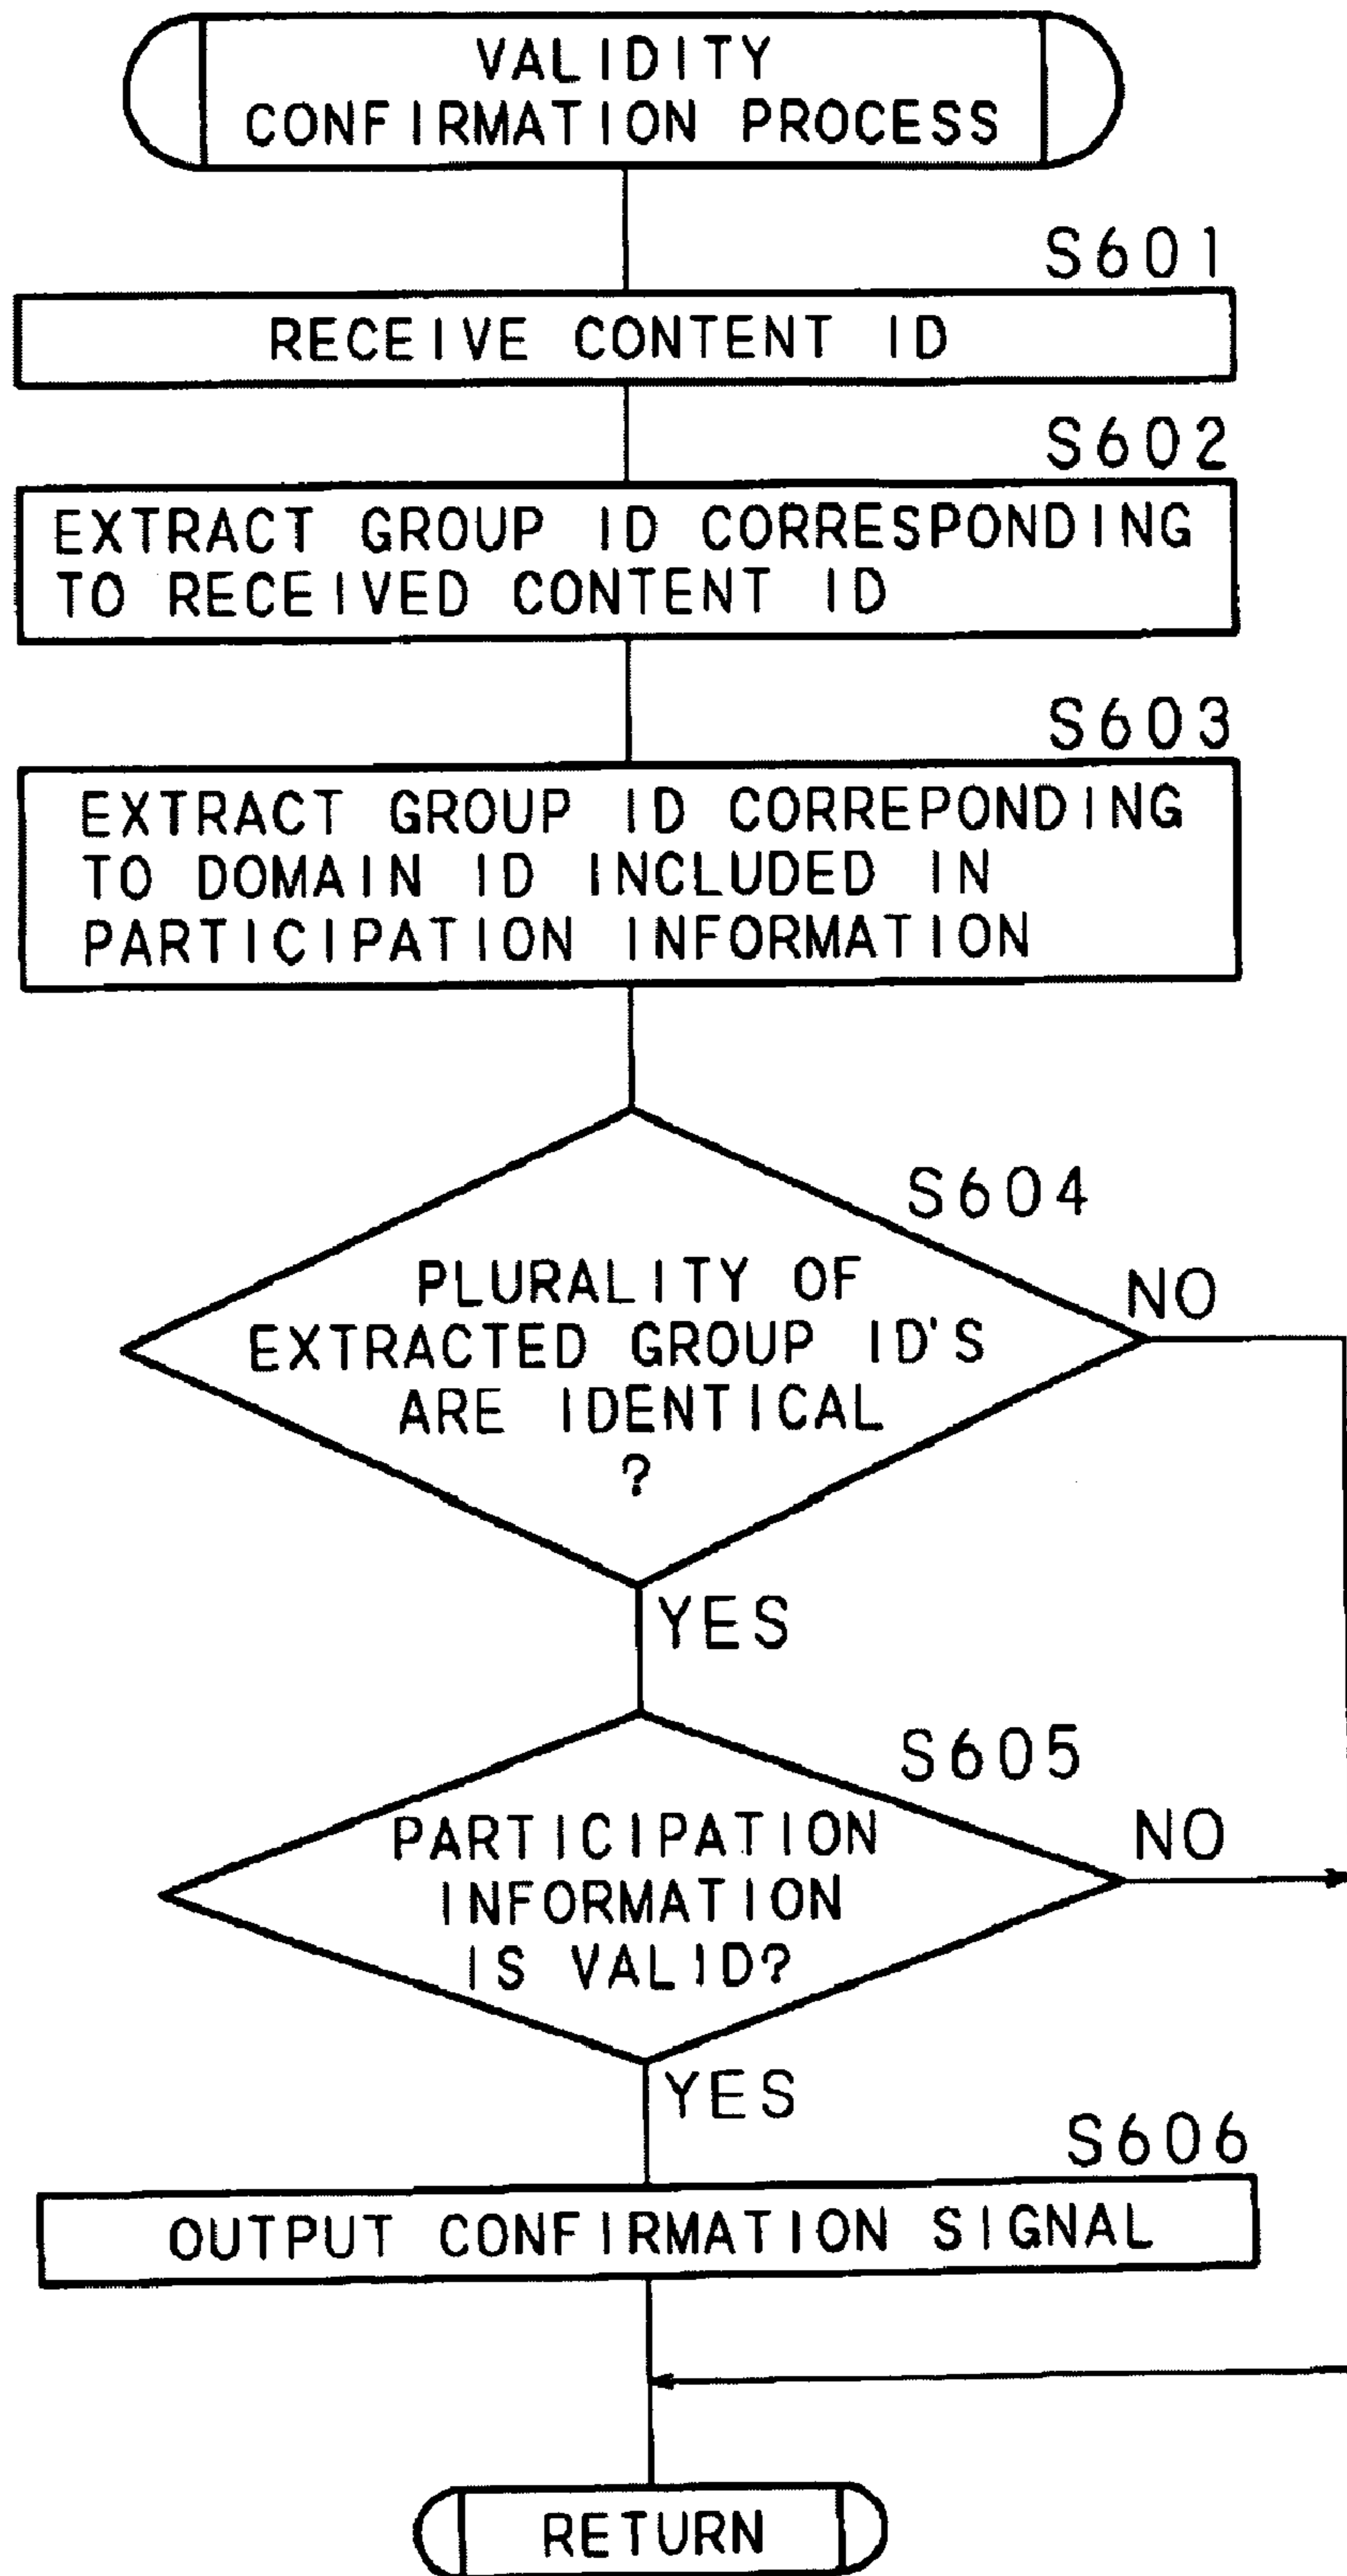 VALIDITY
CONFIRMATION PROCESS
S601
RECEIVE CONTENT ID
S602
EXTRACT GROUP ID CORRESPONDING
TO RECEIVED CONTENT ID
S603
EXTRACT GROUP ID CORREPONDING
TO DOMAIN ID INCLUDED IN
PARTICIPATION INFORMATION
S604
PLURALITY OF
EXTRACTED GROUP ID'S
ARE IDENTICAL
?
NO
YES
S605
PARTICIPATION
INFORMATION
IS VALID?
NO
YES
S606
OUTPUT CONFIRMATION SIGNAL
RETURN